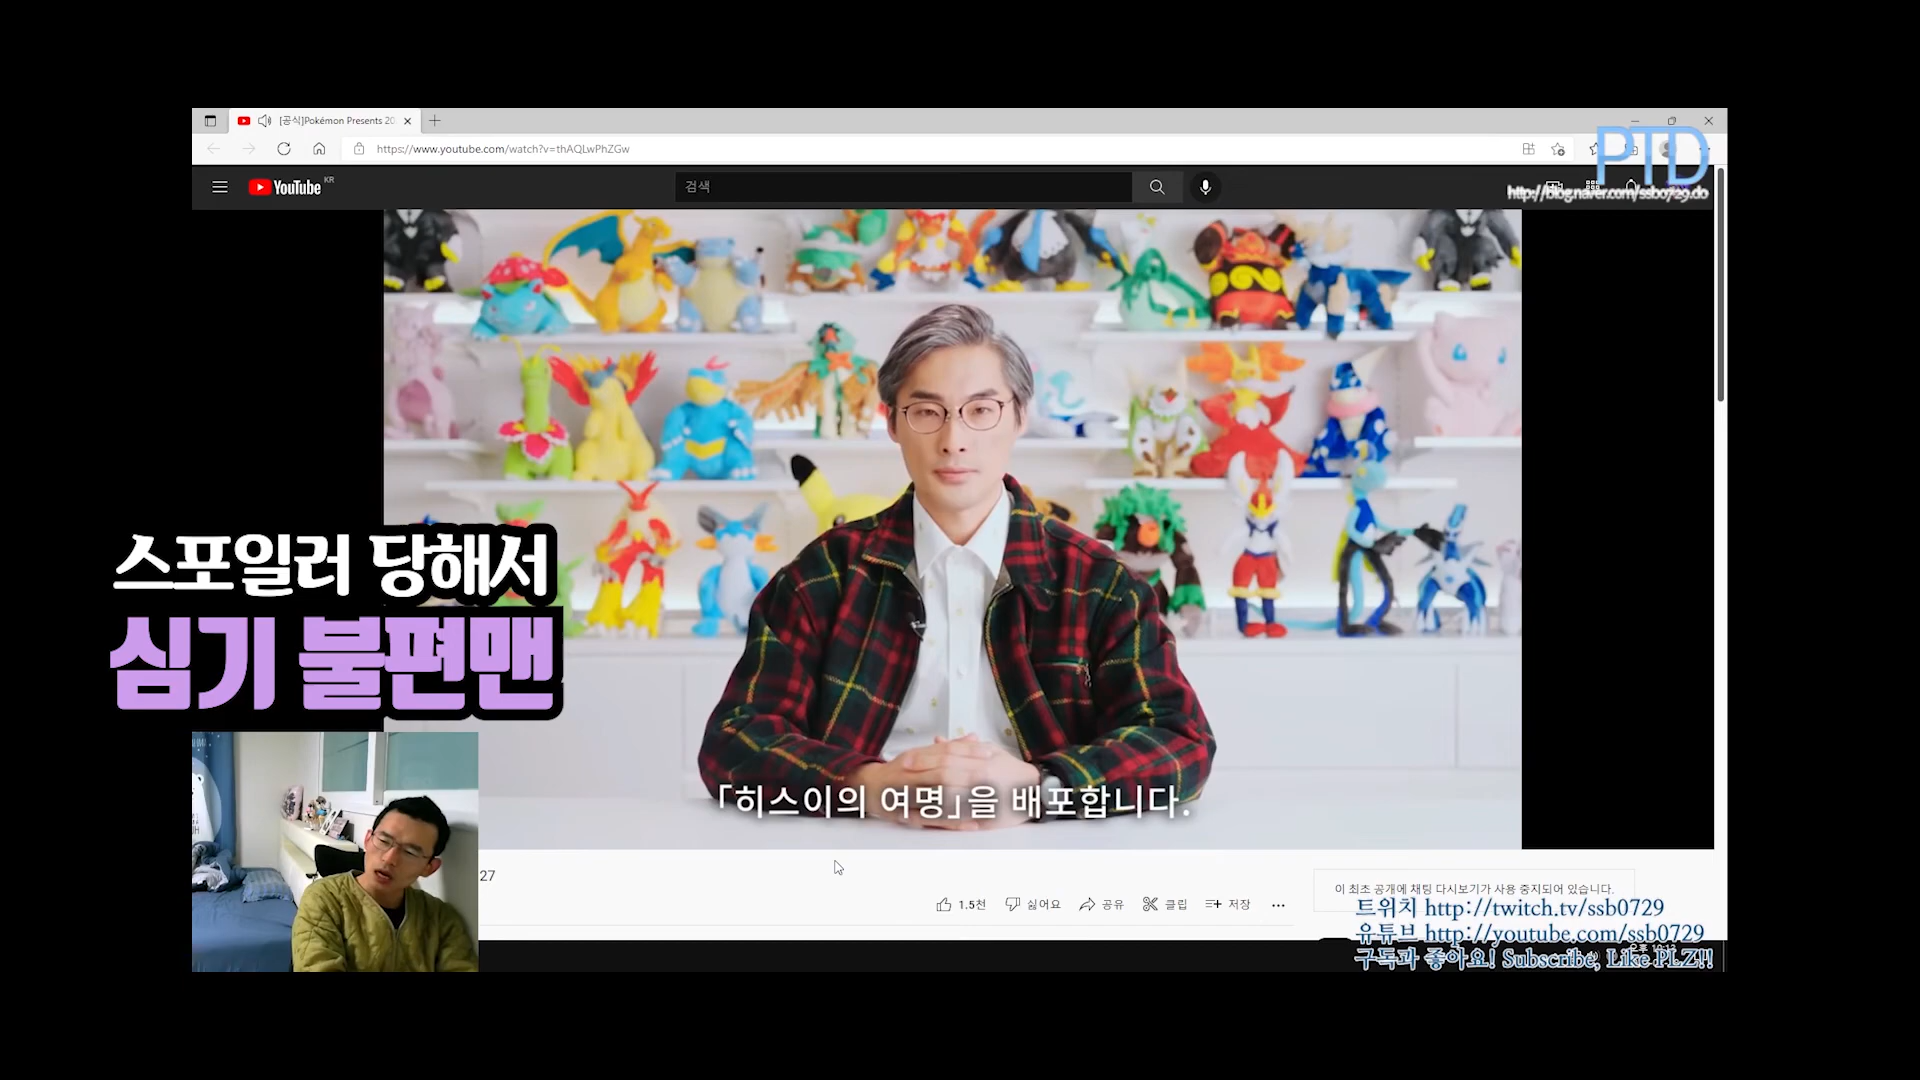 [공식]Pokémon Presents 20
https://www.youtube.com/watch?v=thAQLwPhZGw
PTD
YouTube KR
검색
http://blog.naver.com/ssb0729.do
스포일러 당해서
심기 불편맨
「히스이의 여명」을 배포합니다.
27
1.5천
싫어요
공유
클립
저장
이 최초 공개에 채팅 다시보기가 사용 중지되어 있습니다.
트위치 http://twitch.tv/ssb0729
유튜브 http://youtube.com/ssb0729
구독과 좋아요! Subscribe, Like PLZ!!